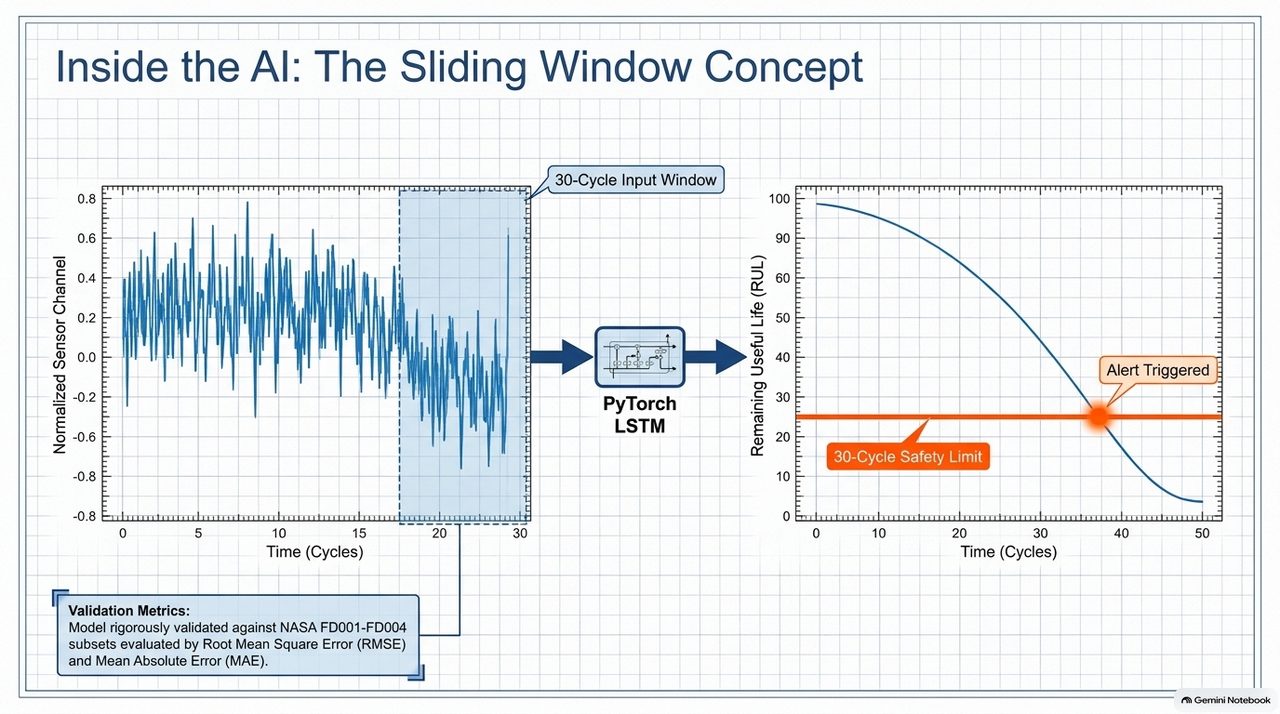 Inside the AI: The Sliding Window Concept
30-Cycle Input Window
Normalized Sensor Channel
0.8
0.6
0.4
0.2
0.0
-0.2
-0.6
-0.8
-0.8
0
5
10
15
20
30
Time (Cycles)
PyTorch
LSTM
Remaining Useful Life (RUL)
100
90
60
50
40
30
20
10
0
0
10
20
30
40
50
Time (Cycles)
Alert Triggered
30-Cycle Safety Limit
Validation Metrics:
Model rigorously validated against NASA FD001-FD004
subsets evaluated by Root Mean Square Error (RMSE)
and Mean Absolute Error (MAE).
Gemini Notebook